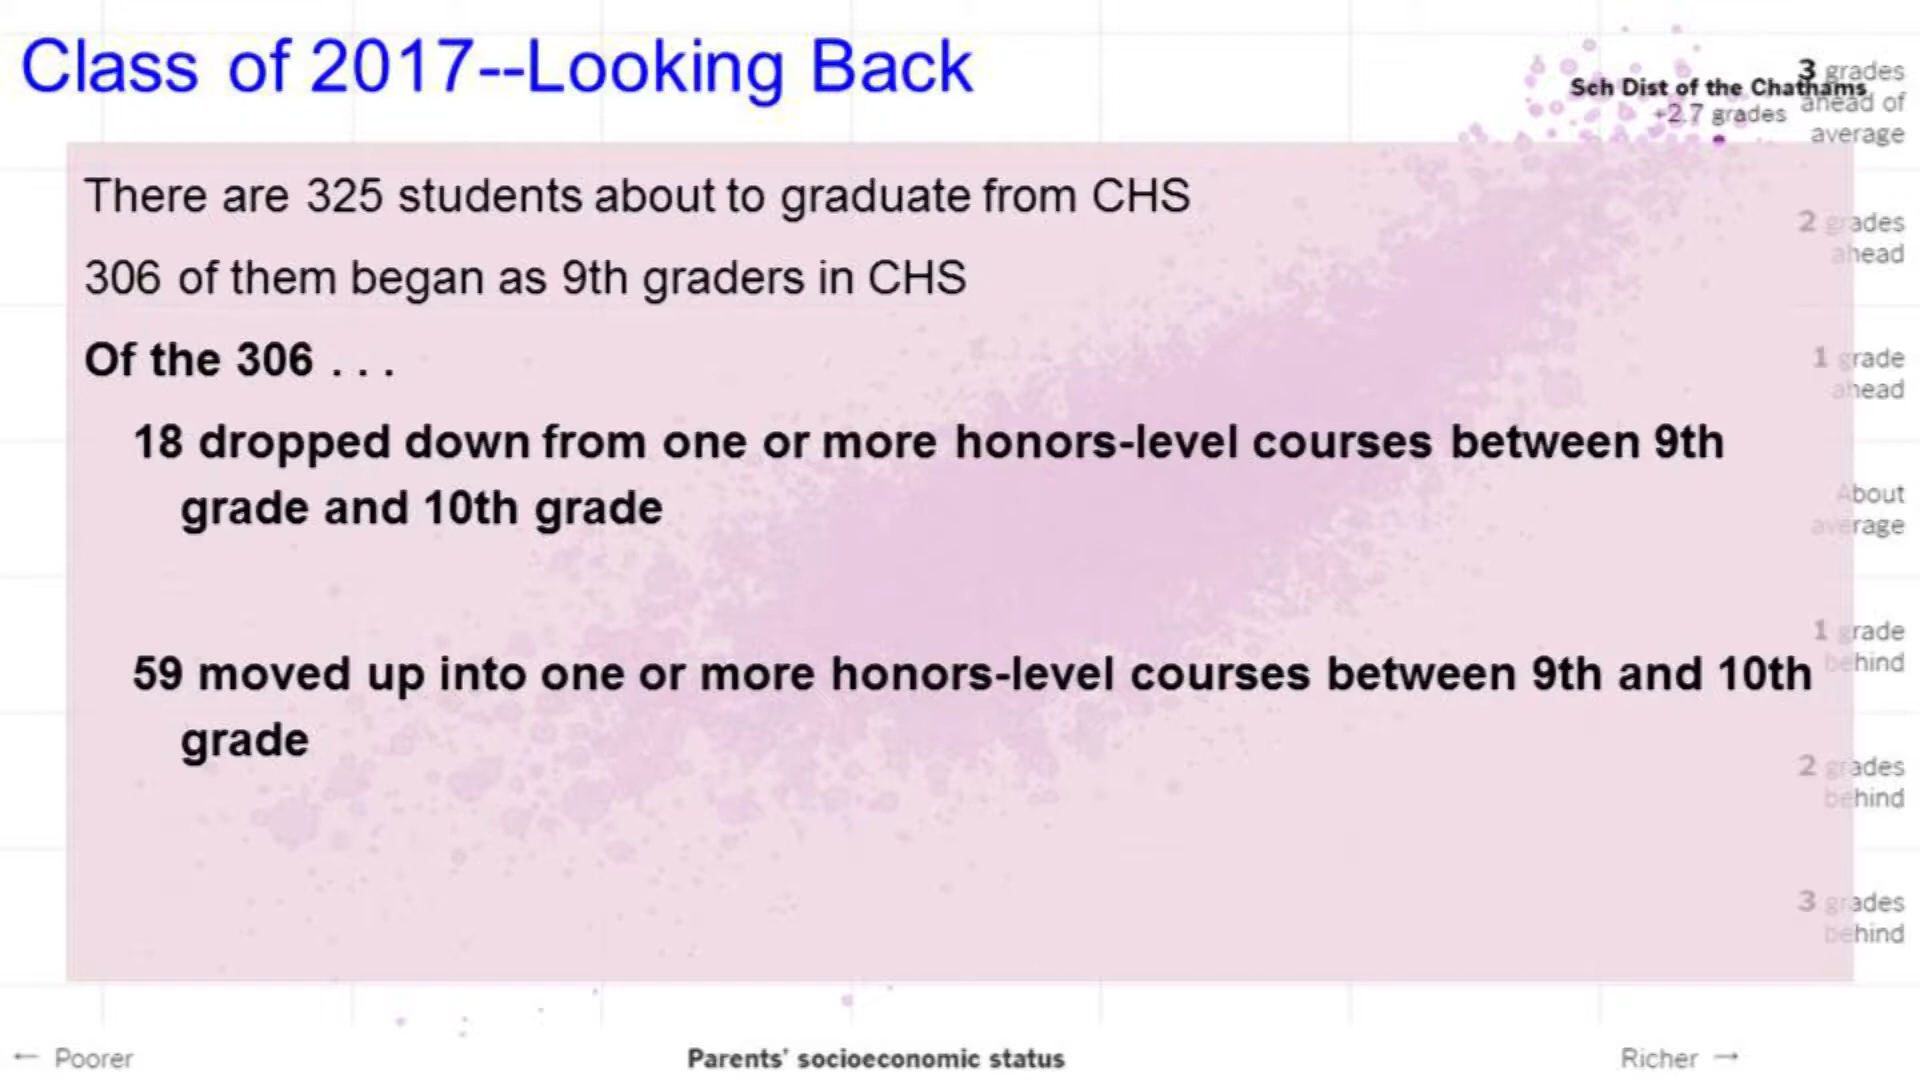 Class of 2017--Looking Back
Sch Dist of the Chathams
+2.7 grades
3 grades
ahead of
average
There are 325 students about to graduate from CHS
2 grades
ahead
306 of them began as 9th graders in CHS
Of the 306 . . .
1 grade
ahead
18 dropped down from one or more honors-level courses between 9th
grade and 10th grade
About
average
1 grade
behind
59 moved up into one or more honors-level courses between 9th and 10th
grade
2 grades
behind
3 grades
behind
← Poorer
Parents' socioeconomic status
Richer →